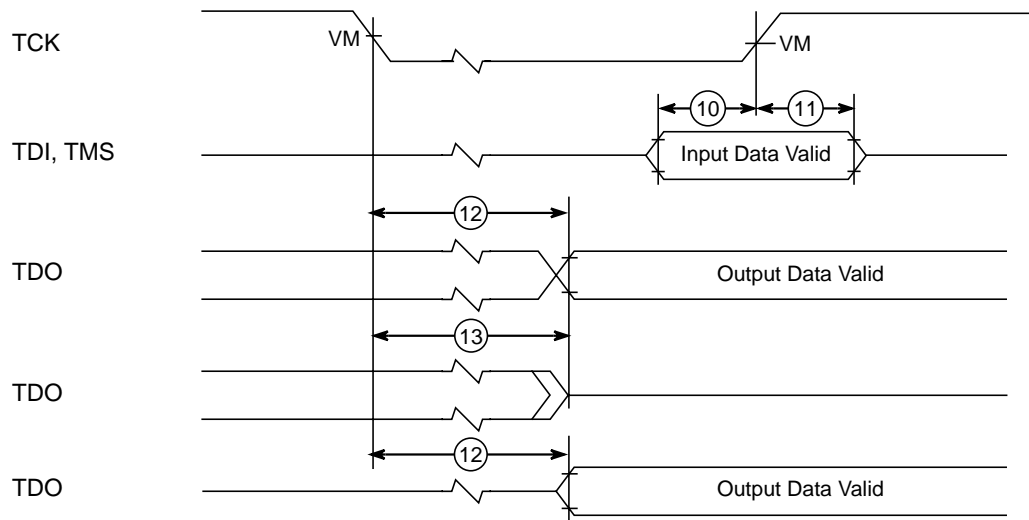 TCK
VM
VM
10
11
TDI, TMS
Input Data Valid
12
TDO
Output Data Valid
13
TDO
12
TDO
Output Data Valid